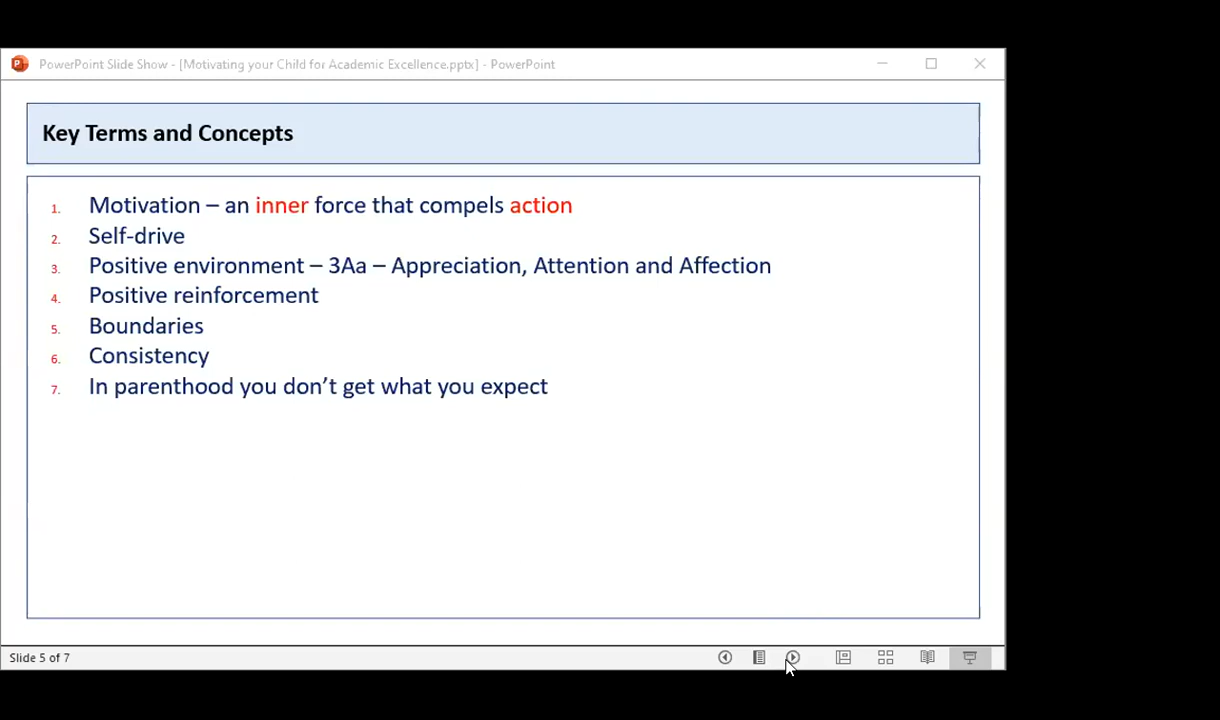 PowerPoint Slide Show - [Motivating your Child for Academic Excellence.pptx] - PowerPoint
Key Terms and Concepts
1. Motivation – an inner force that compels action
2. Self-drive
3. Positive environment – 3Aa – Appreciation, Attention and Affection
4. Positive reinforcement
5. Boundaries
6. Consistency
7. In parenthood you don’t get what you expect
Slide 5 of 7